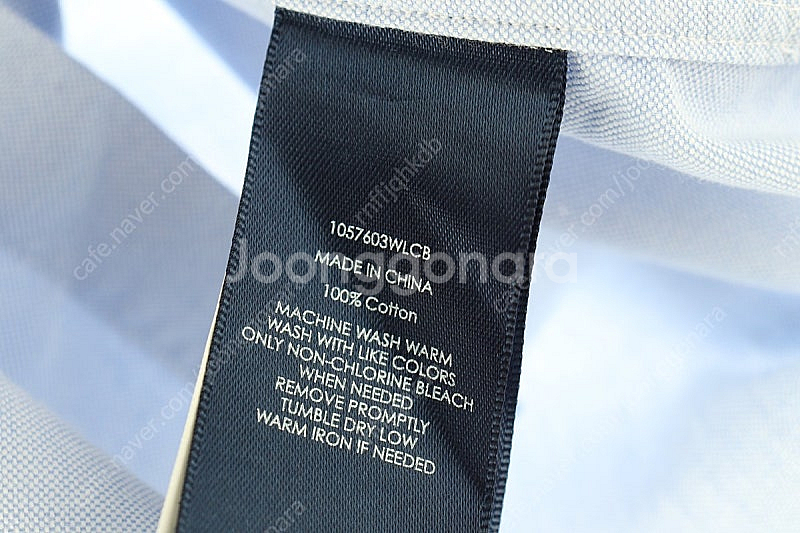 1057603WLCB
MADE IN CHINA
Joonggonara
100% Cotton
MACHINE WASH WARM
WASH WITH LIKE COLORS
ONLY NON-CHLORINE BLEACH
WHEN NEEDED
REMOVE PROMPTLY
TUMBLE DRY LOW
WARM IRON IF NEEDED